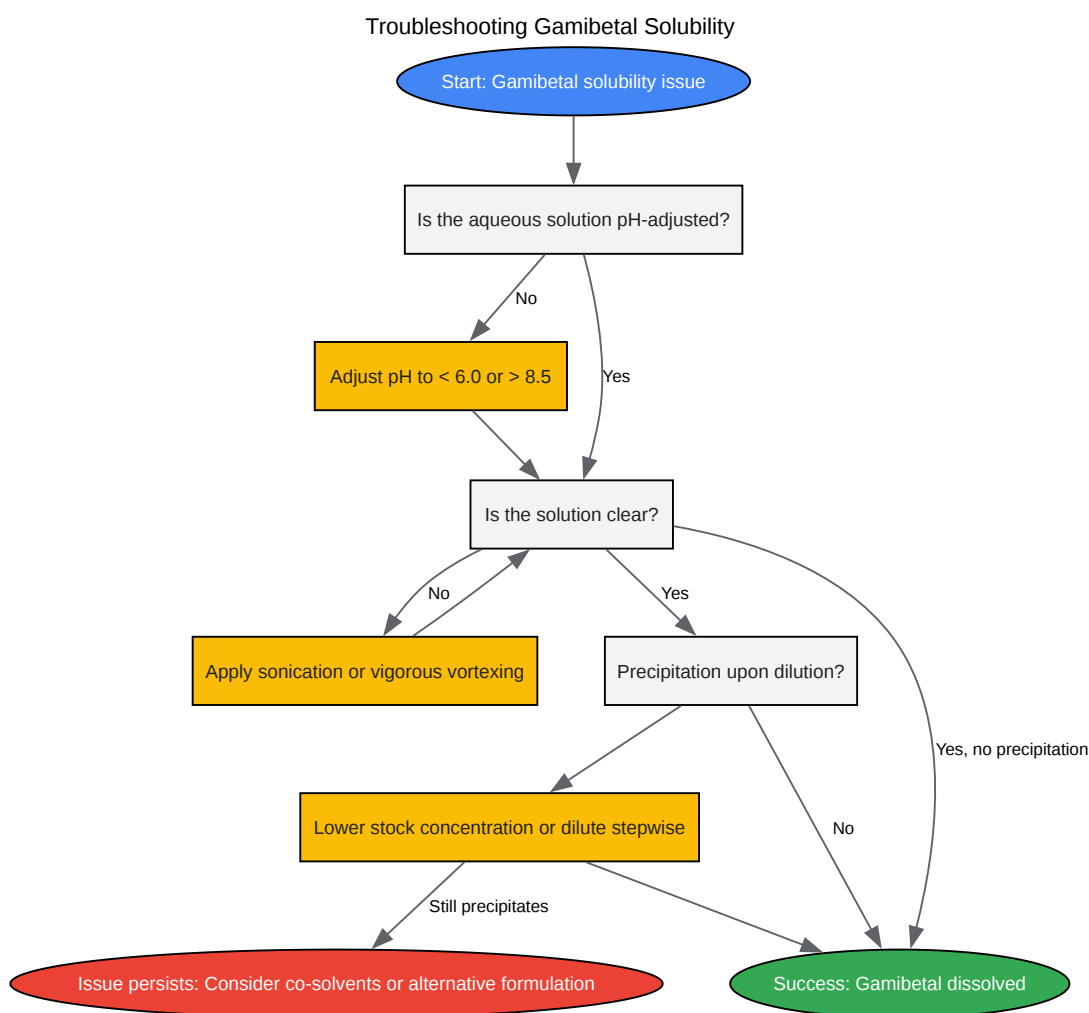 Troubleshooting Gamibetal Solubility
Start: Gamibetal solubility issue
Is the aqueous solution pH-adjusted?
No
Adjust pH to < 6.0 or > 8.5
Yes
Is the solution clear?
No
Yes
Apply sonication or vigorous vortexing
Precipitation upon dilution?
Yes, no precipitation
Lower stock concentration or dilute stepwise
No
Still precipitates
Issue persists: Consider co-solvents or alternative formulation
Success: Gamibetal dissolved